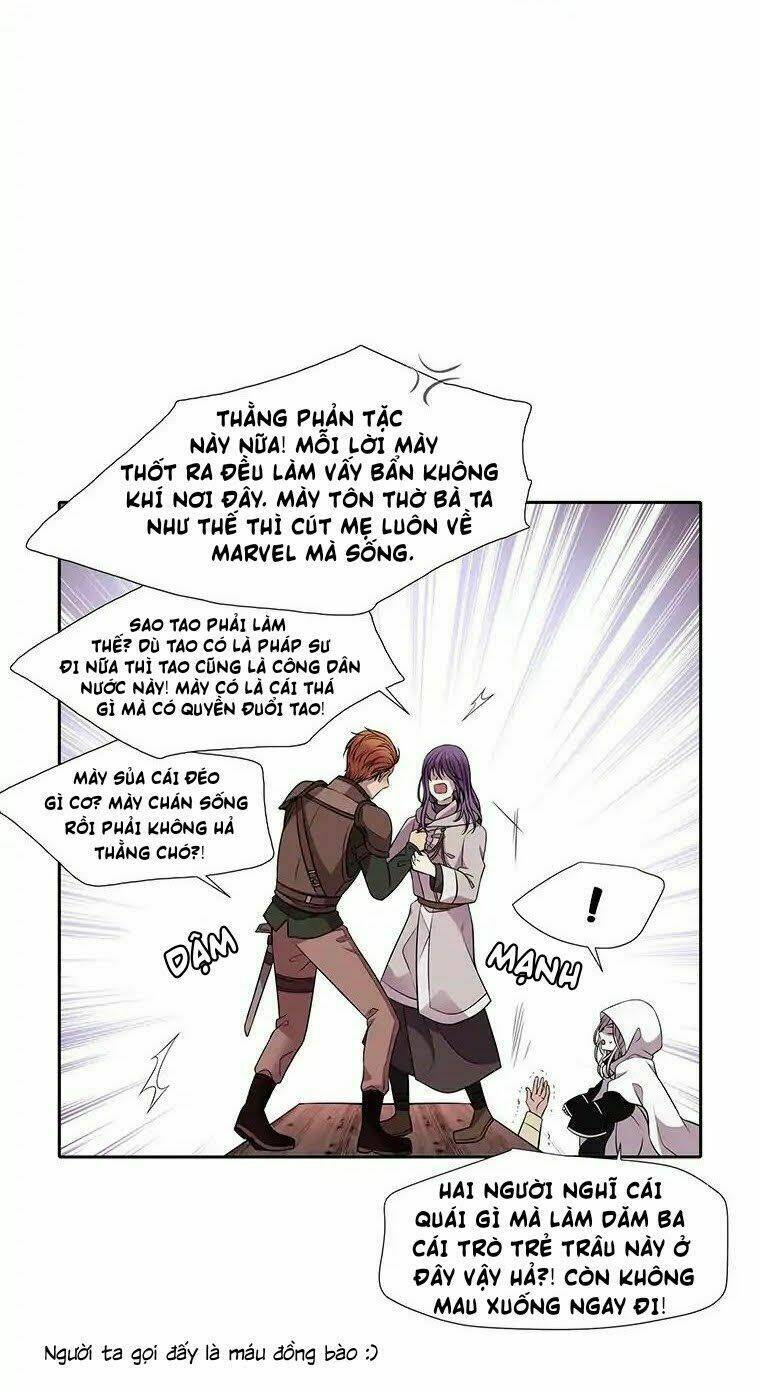 THẰNG PHẢN TẶC
NÀY NỮA! MỖI LỜI MÀY
THỐT RA ĐỀU LÀM VẤY BẨN KHÔNG
KHÍ NƠI ĐÂY. MÀY TÔN THỜ BÀ TA
NHƯ THẾ THÌ CÚT MẸ LUÔN VỀ
MARVEL MÀ SỐNG.
SAO TAO PHẢI LÀM
THẾ? DÙ TAO CÓ LÀ PHÁP SƯ
ĐI NỮA THÌ TAO CŨNG LÀ CÔNG DÂN
NƯỚC NÀY! MÀY CÓ LÀ CÁI THÁ
GÌ MÀ CÓ QUYỀN ĐUỔI TAO!
MÀY SỦA CÁI ĐÉO
GÌ CƠ? MÀY CHÁN SỐNG
RỒI PHẢI KHÔNG HẢ
THẰNG CHÓ?!
!
DẬM
MẠNH
HAI NGƯỜI NGHĨ CÁI
QUÁI GÌ MÀ LÀM DĂM BA
CÁI TRÒ TRẺ TRÂU NÀY Ở
ĐÂY VẬY HẢ?! CÒN KHÔNG
MAU XUỐNG NGAY ĐI!
Người ta gọi đấy là máu đồng bào :)